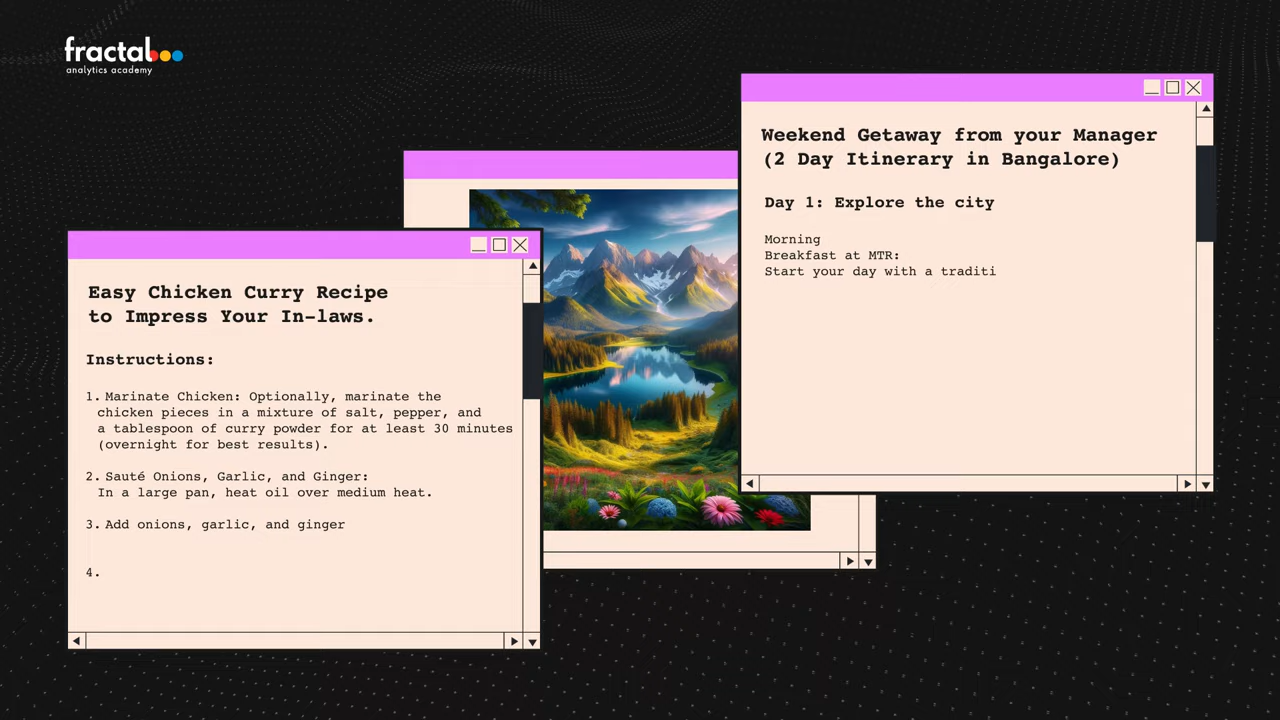 fractal
analytics academy
Weekend Getaway from your Manager
(2 Day Itinerary in Bangalore)
Day 1: Explore the city
Morning
Breakfast at MTR:
Start your day with a traditi
Easy Chicken Curry Recipe
to Impress Your In-laws.
Instructions:
1. Marinate Chicken: Optionally, marinate the
chicken pieces in a mixture of salt, pepper, and
a tablespoon of curry powder for at least 30 minutes
(overnight for best results).
2. Sauté Onions, Garlic, and Ginger:
In a large pan, heat oil over medium heat.
3. Add onions, garlic, and ginger
4.